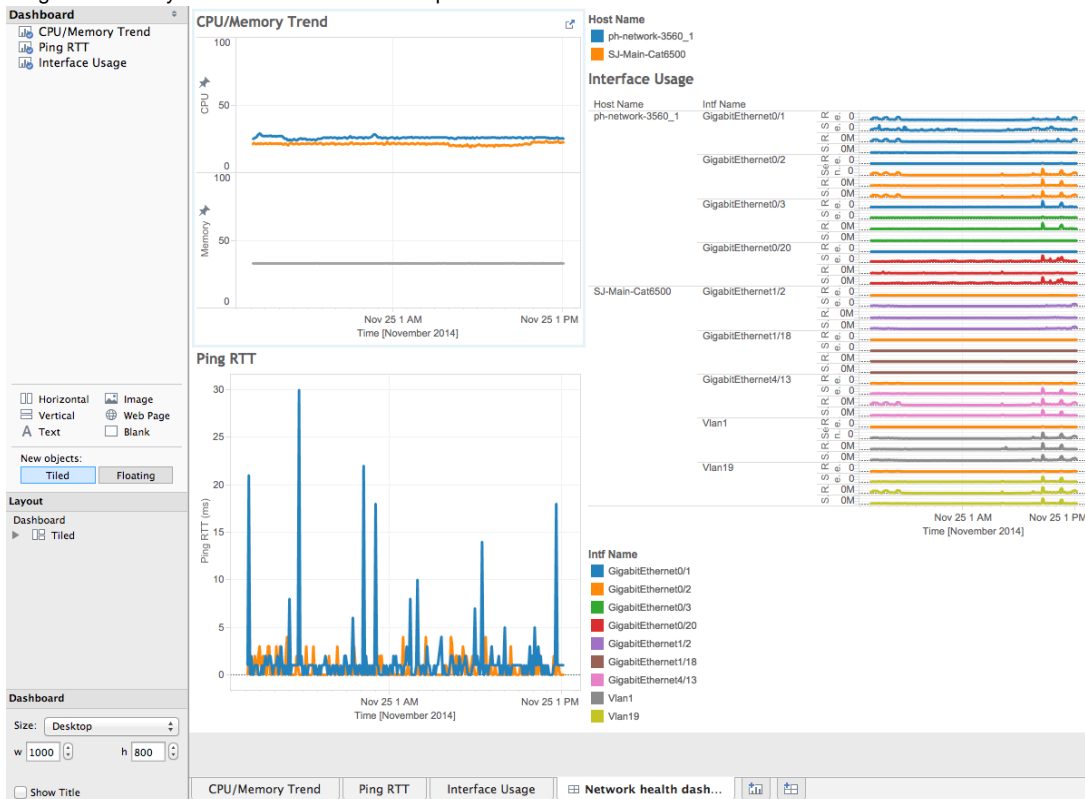 Dashboard
CPU/Memory Trend
Ping RTT
Interface Usage
Horizontal
Image
Vertical
Web Page
A Text
Blank
New objects:
Tiled
Floating
Layout
Dashboard
Tiled
Dashboard
Size: Desktop
w 1000 h 800
Show Title
CPU/Memory Trend
100
CPU
50
0
100
Memory
50
0
Nov 25 1 AM
Nov 25 1 PM
Time [November 2014]
Ping RTT
30
25
20
Ping RTT (ms)
15
10
5
0
Nov 25 1 AM
Nov 25 1 PM
Time [November 2014]
Host Name
ph-network-3560_1
SJ-Main-Cat6500
Interface Usage
Host Name
Intf Name
ph-network-3560_1
GigabitEthernet0/1
GigabitEthernet0/2
GigabitEthernet0/3
GigabitEthernet0/20
SJ-Main-Cat6500
GigabitEthernet1/2
GigabitEthernet1/18
GigabitEthernet4/13
Vlan1
Vlan19
Nov 25 1 AM
Nov 25 1 PM
Time [November 2014]
Intf Name
GigabitEthernet0/1
GigabitEthernet0/2
GigabitEthernet0/3
GigabitEthernet0/20
GigabitEthernet1/2
GigabitEthernet1/18
GigabitEthernet4/13
Vlan1
Vlan19
CPU/Memory Trend
Ping RTT
Interface Usage
Network health dash...